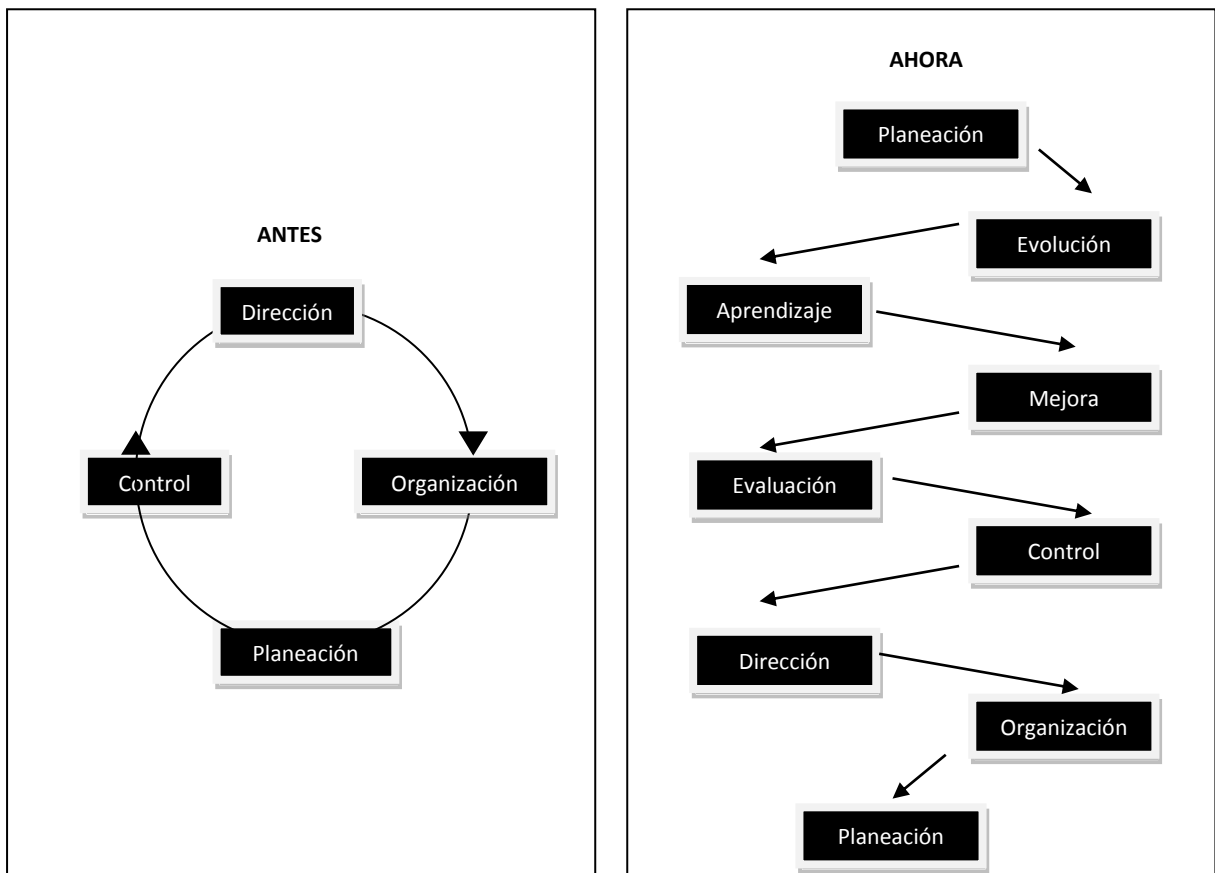 ANTES
Dirección
Control
Organización
Planeación
AHORA
Planeación
Evolución
Aprendizaje
Mejora
Evaluación
Control
Dirección
Organización
Planeación